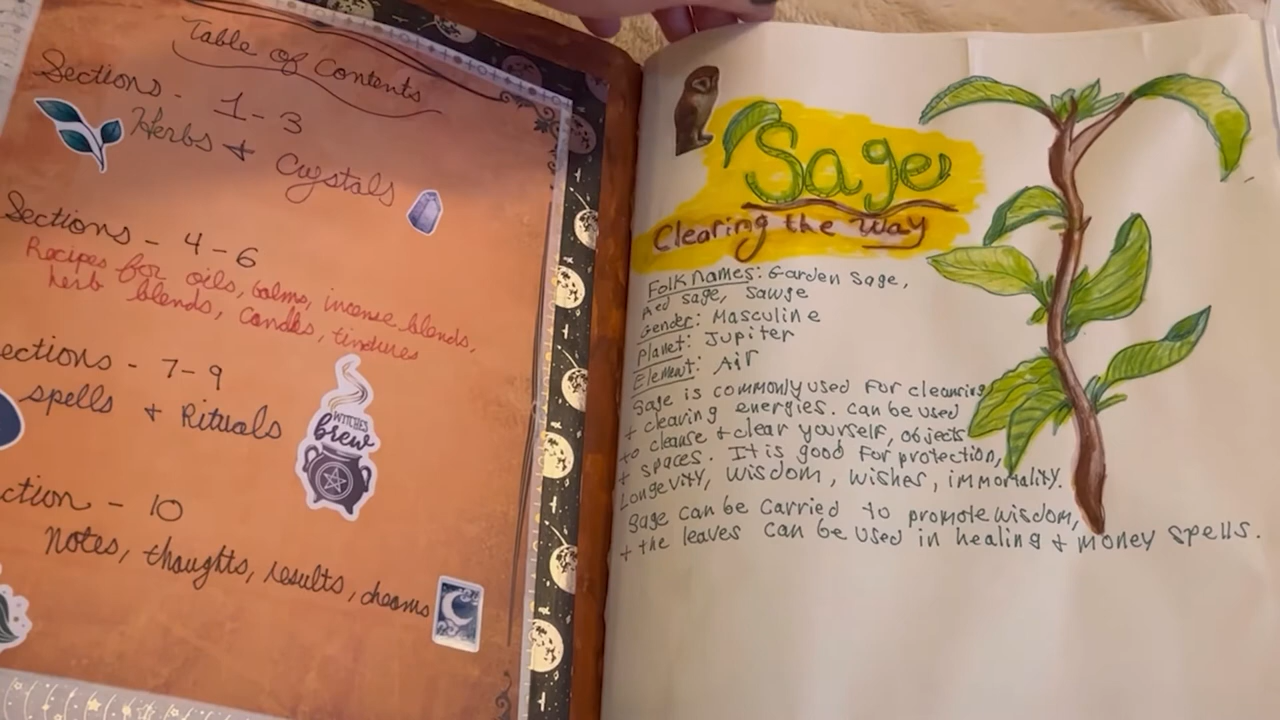 Table of Contents
Sections - 1-3
Herbs + Crystals
Sections - 4-6
Recipes for oils, balms, incense blends,
herb blends, candles, tinctures
ections - 7-9
spells + Rituals
WITCHES
brew
ction - 10
Notes, thoughts, results, dreams
Sage
Clearing the Way
Folk Names: Garden Sage,
Red sage, Sawge
Gender: Masculine
Planet: Jupiter
Element: Air
Sage is commonly used for cleansing
+ clearing energies. can be used
to cleanse + clear yourself, objects
+ spaces. It is good for protection,
Longevity, wisdom, wishes, immortality.
Sage can be carried to promote wisdom,
+ the leaves can be used in healing + money spells.